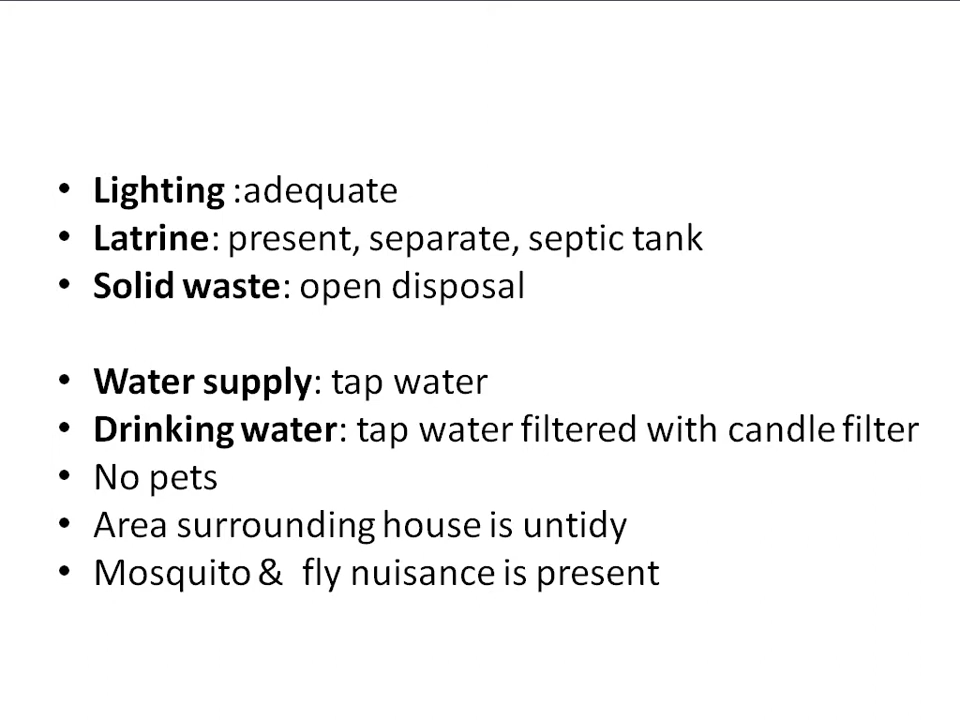 • Lighting :adequate
• Latrine: present, separate, septic tank
• Solid waste: open disposal
• Water supply: tap water
• Drinking water: tap water filtered with candle filter
• No pets
• Area surrounding house is untidy
• Mosquito &  fly nuisance is present